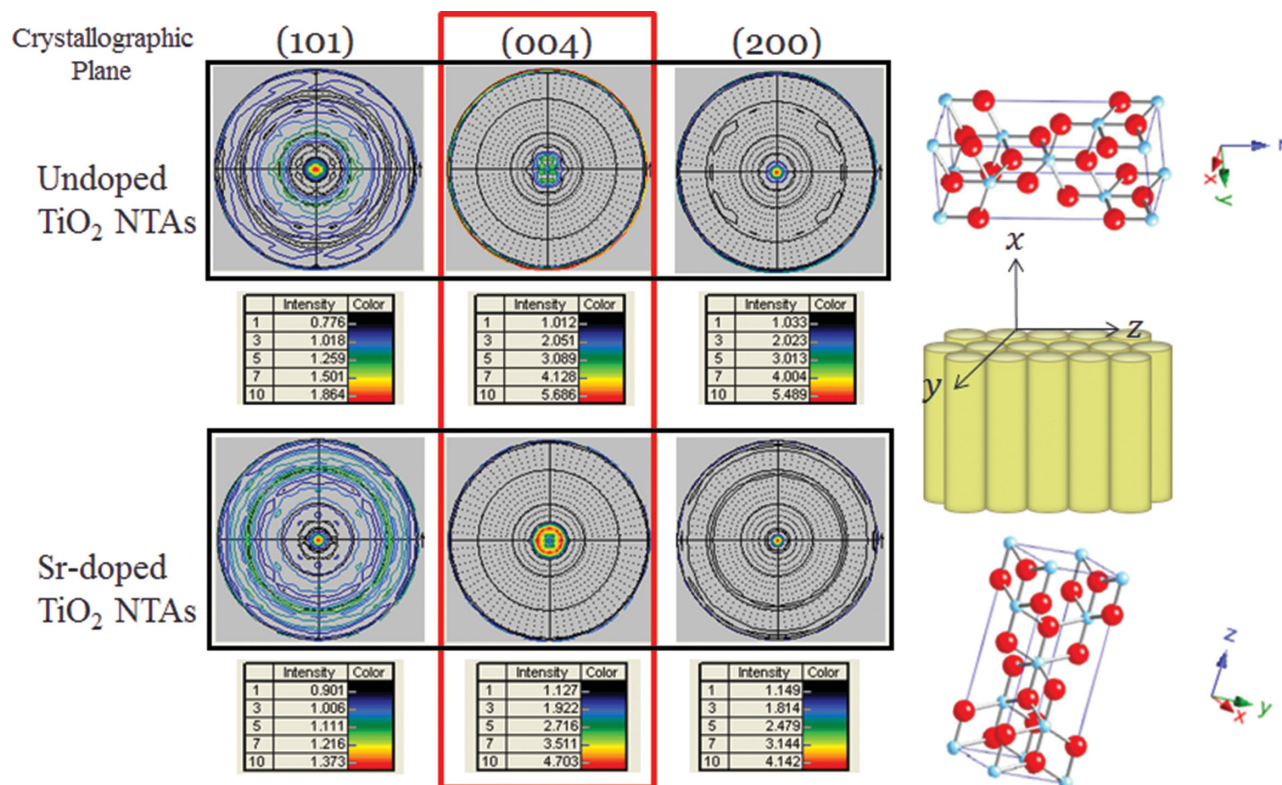 Crystallographic
Plane
(101)
(004)
(200)
Undoped
TiO2 NTAs
Intensity Color
1 0.776
3 1.018
5 1.259
7 1.501
10 1.864
Intensity Color
1 1.012
3 2.051
5 3.089
7 4.128
10 5.686
Intensity Color
1 1.033
3 2.023
5 3.013
7 4.004
10 5.489
x
y
x
z
y
Sr-doped
TiO2 NTAs
Intensity Color
1 0.901
3 1.006
5 1.111
7 1.216
10 1.373
Intensity Color
1 1.127
3 1.922
5 2.716
7 3.511
10 4.703
Intensity Color
1 1.149
3 1.814
5 2.479
7 3.144
10 4.142
z
y
x